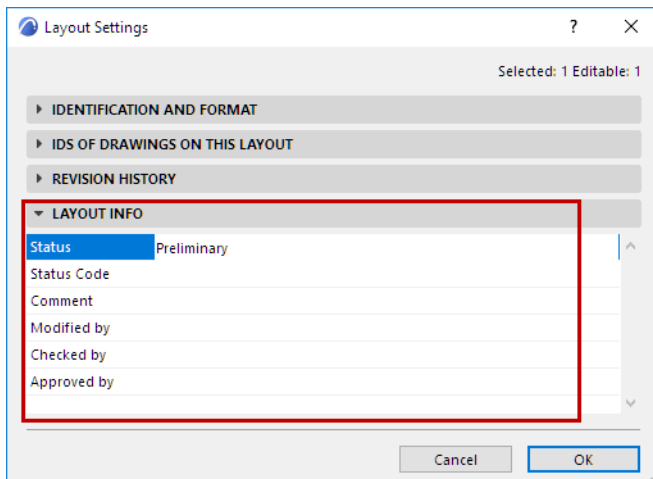 Layout Settings ?
Selected: 1 Editable: 1
IDENTIFICATION AND FORMAT
IDS OF DRAWINGS ON THIS LAYOUT
REVISION HISTORY
LAYOUT INFO
Status Preliminary
Status Code
Comment
Modified by
Checked by
Approved by
Cancel OK